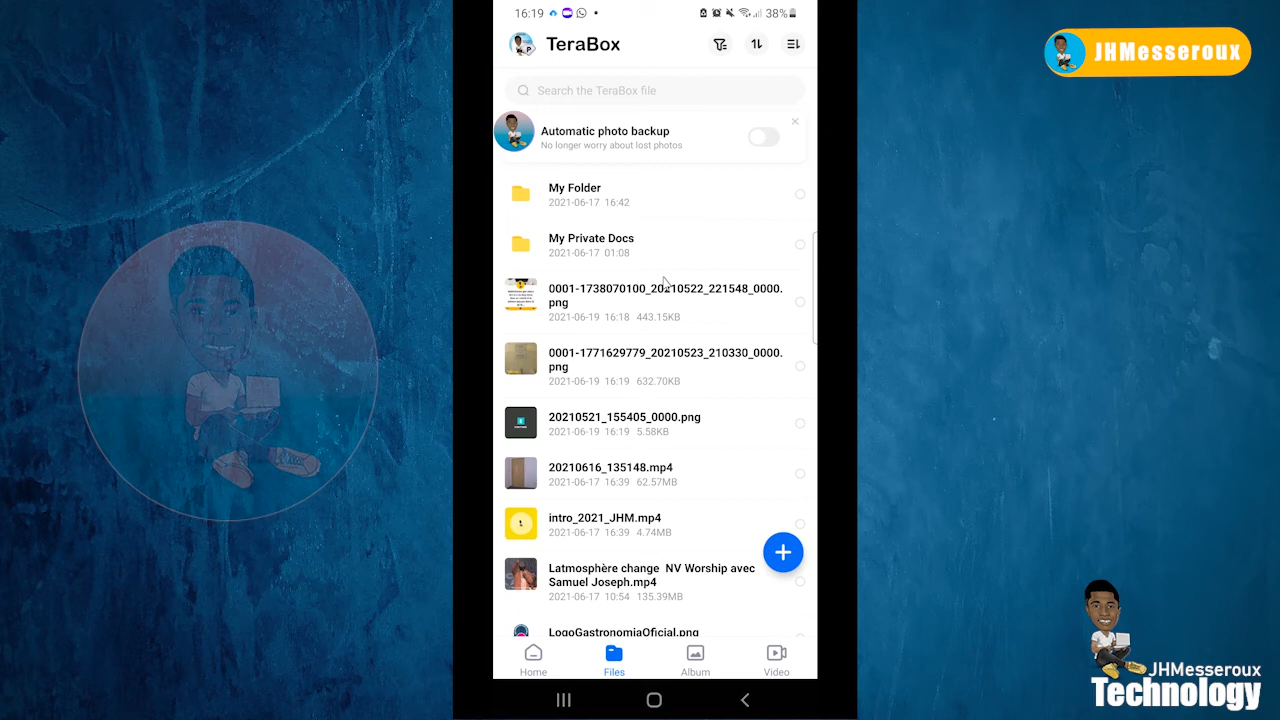 16:19
38%
TeraBox
Search the TeraBox file
Automatic photo backup
No longer worry about lost photos
My Folder
2021-06-17 16:42
My Private Docs
2021-06-17 01:08
0001-1738070100_20210522_221548_0000.
png
2021-06-19 16:18 443.15KB
0001-1771629779_20210523_210330_0000.
png
2021-06-19 16:19 632.70KB
20210521_155405_0000.png
2021-06-19 16:19 5.58KB
20210616_135148.mp4
2021-06-17 16:39 62.57MB
intro_2021_JHM.mp4
2021-06-17 16:39 4.74MB
Latmosphère change NV Worship avec
Samuel Joseph.mp4
2021-06-17 10:54 135.39MB
LogoGastronomiaOficial.png
Home Files Album Video
JHMesseroux
JHMesseroux
Technology